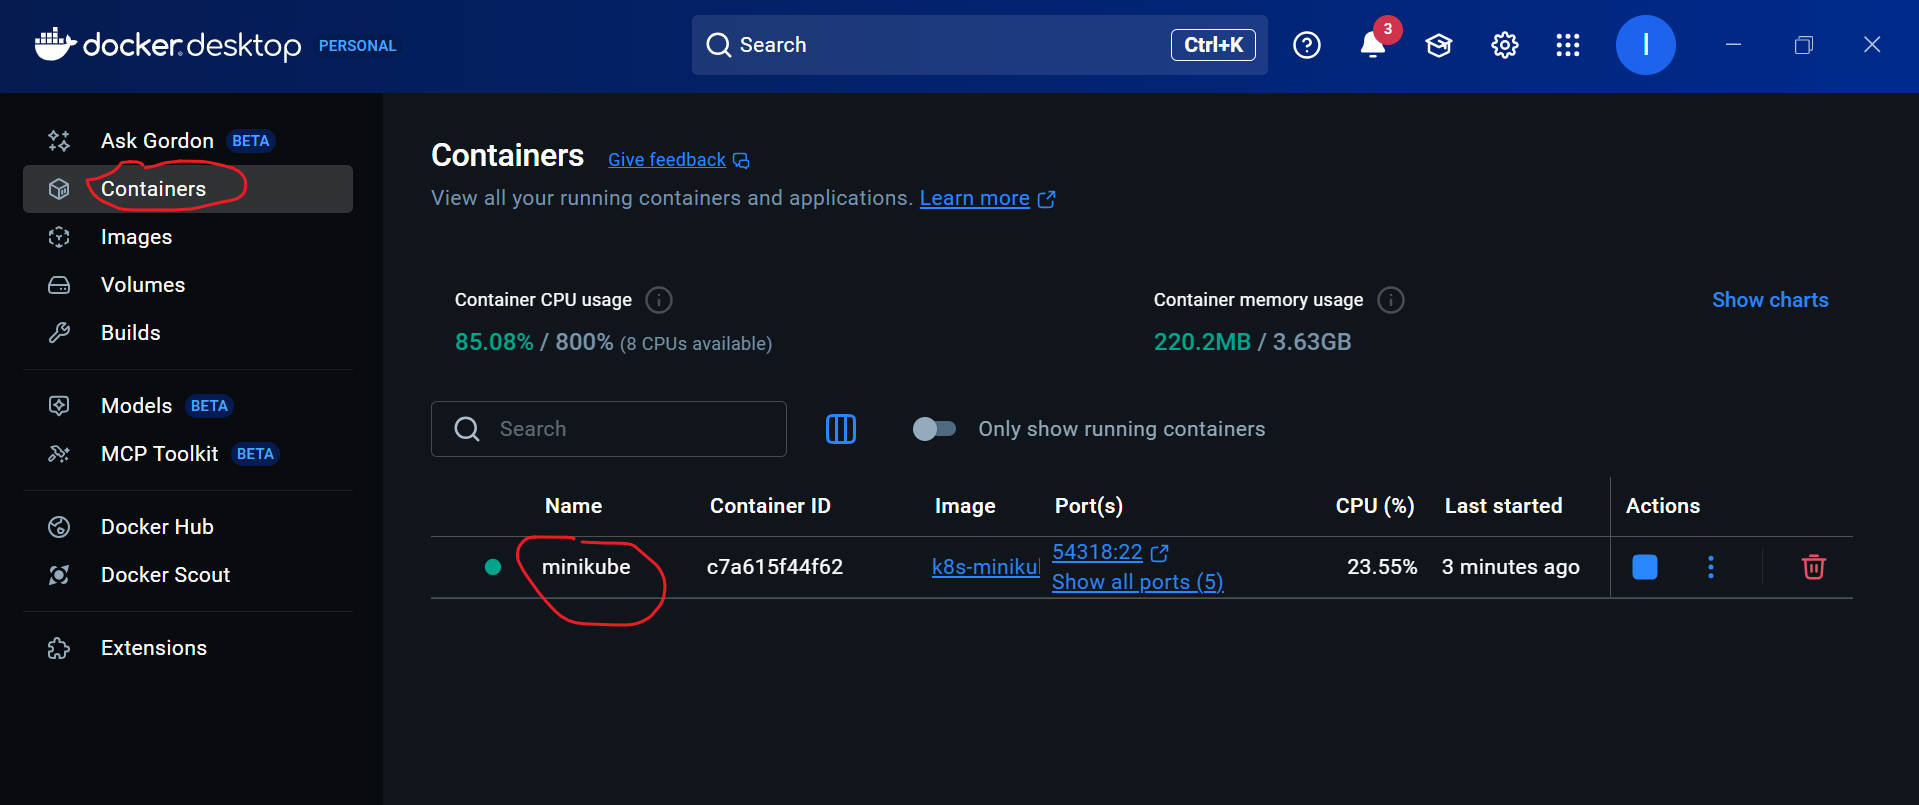 docker.desktop PERSONAL
Search Ctrl+K
3
I
Ask Gordon BETA
Containers
Images
Volumes
Builds
Models BETA
MCP Toolkit BETA
Docker Hub
Docker Scout
Extensions
Containers Give feedback
View all your running containers and applications. Learn more
Container CPU usage
85.08% / 800% (8 CPUs available)
Container memory usage
220.2MB / 3.63GB
Show charts
Search
Only show running containers
Name Container ID Image Port(s) CPU (%) Last started Actions
minikube c7a615f44f62 k8s-miniku 54318:22 23.55% 3 minutes ago
Show all ports (5)